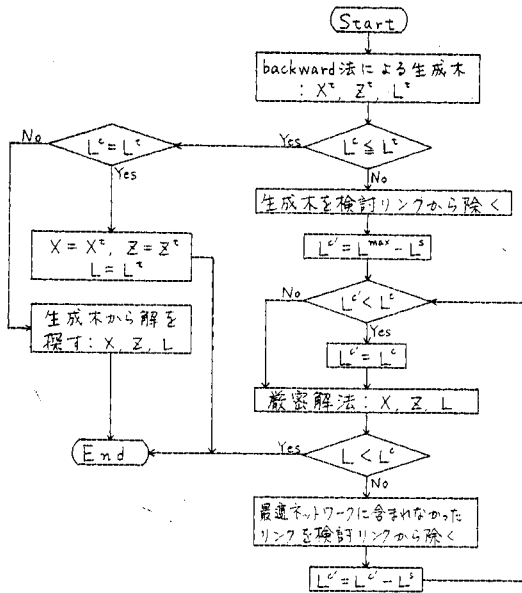 Start
backward法による生成木
: Xᵗ, Zᵗ, Lᵗ
Lᶜ≦Lᵗ
Yes
No
Lᶜ=Lᵗ
No
Yes
X=Xᵗ, Z=Zᵗ
L=Lᵗ
生成木から解を
探す: X, Z, L
生成木を検討リンクから除く
Lᶜ'=Lᵐᵃˣ-Lˢ
Lᶜ'<Lᶜ
No
Yes
Lᶜ'=Lᶜ
厳密解法: X, Z, L
L<Lᶜ
Yes
No
End
最適ネットワークに含まれなかった
リンクを検討リンクから除く
Lᶜ'=Lᶜ'-Lˢ